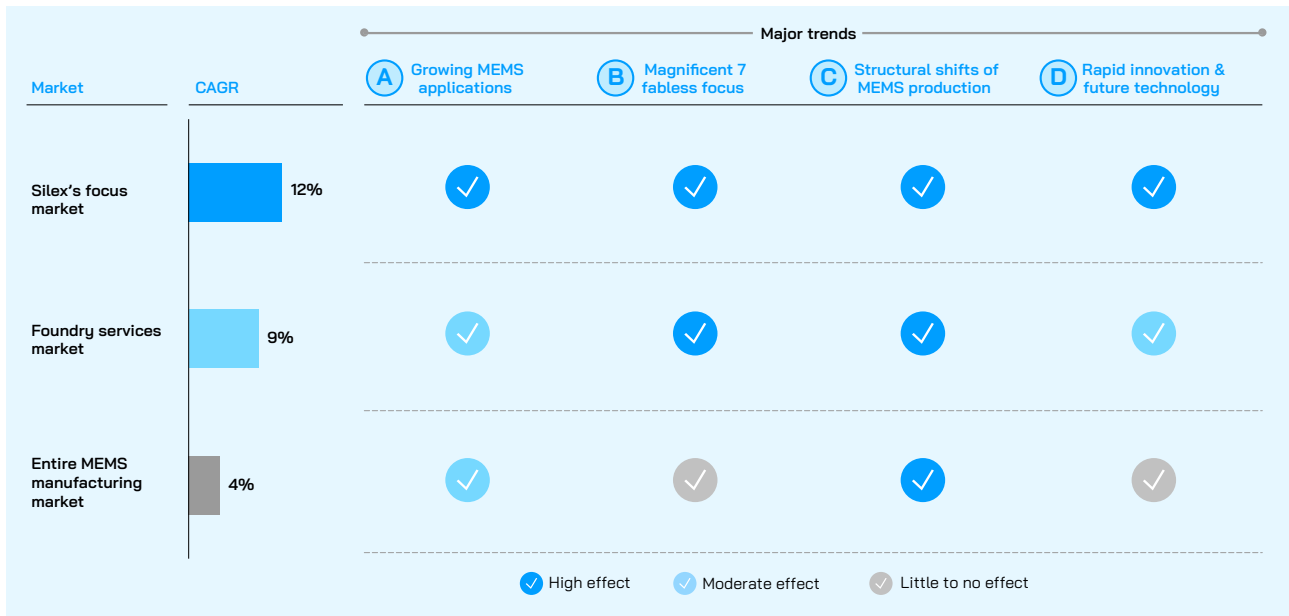 Major trends
Market
CAGR
A
Growing MEMS
applications
B
Magnificent 7
fabless focus
C
Structural shifts of
MEMS production
D
Rapid innovation &
future technology
Silex's focus
market
12%
Foundry services
market
9%
Entire MEMS
manufacturing
market
4%
High effect
Moderate effect
Little to no effect